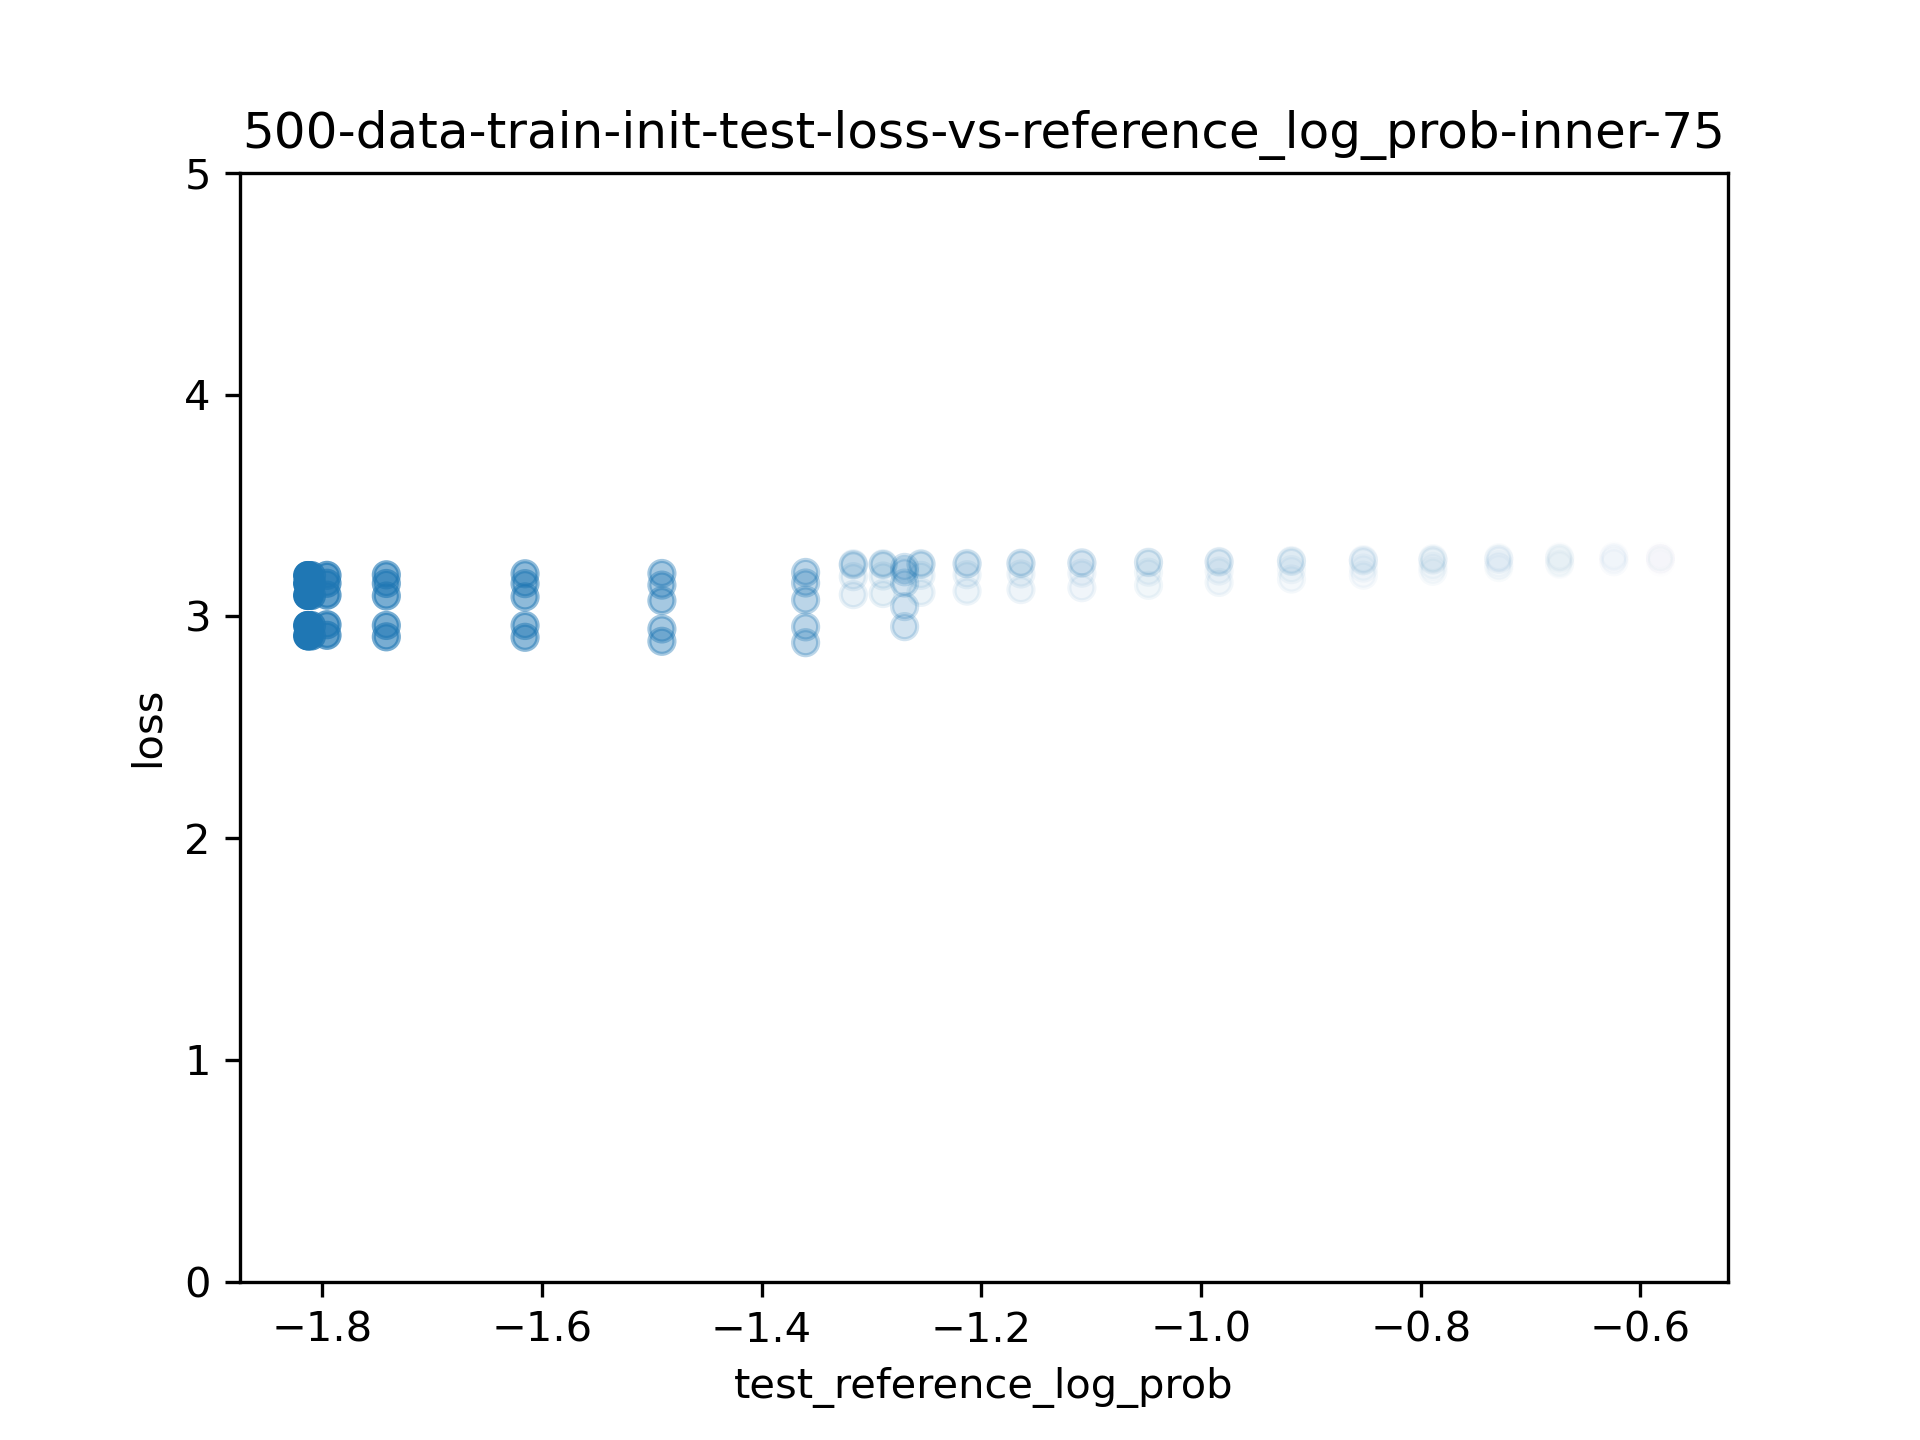 500-data-train-init-test-loss-vs-reference_log_prob-inner-75
5
4
3
2
1
0
loss
−1.8 −1.6 −1.4 −1.2 −1.0 −0.8 −0.6
test_reference_log_prob